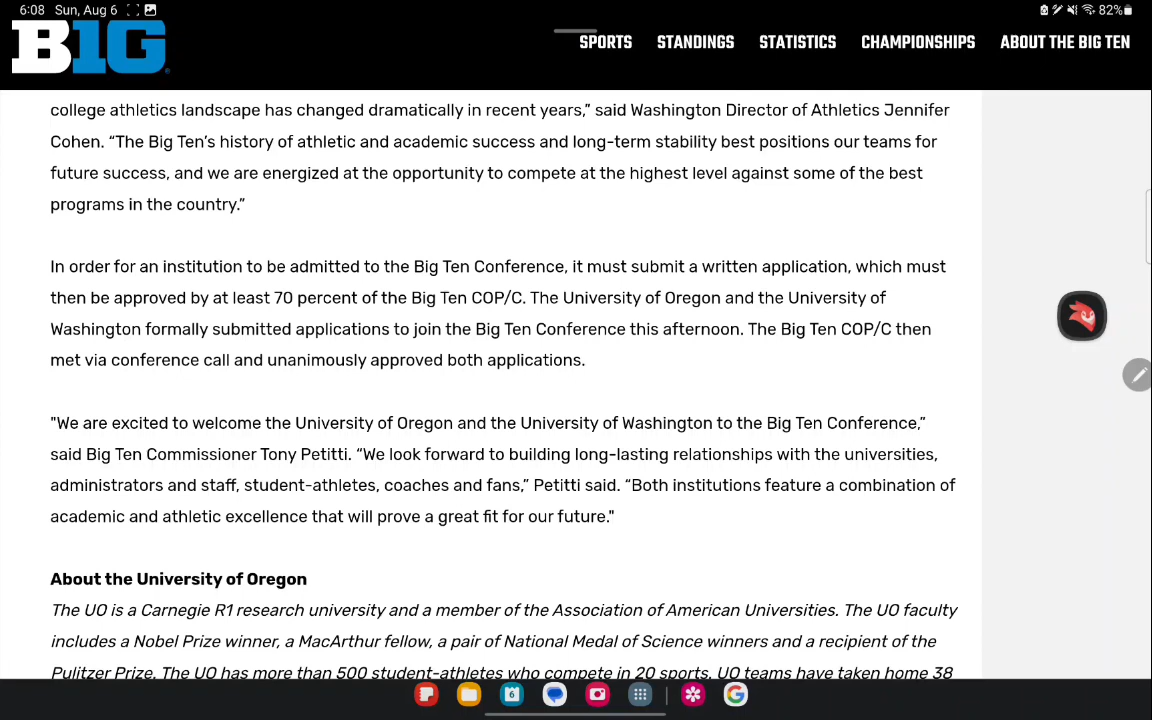 6:08 Sun, Aug 6
82%
B1G
SPORTS STANDINGS STATISTICS CHAMPIONSHIPS ABOUT THE BIG TEN
college athletics landscape has changed dramatically in recent years,” said Washington Director of Athletics Jennifer
Cohen. “The Big Ten’s history of athletic and academic success and long-term stability best positions our teams for
future success, and we are energized at the opportunity to compete at the highest level against some of the best
programs in the country.”
In order for an institution to be admitted to the Big Ten Conference, it must submit a written application, which must
then be approved by at least 70 percent of the Big Ten COP/C. The University of Oregon and the University of
Washington formally submitted applications to join the Big Ten Conference this afternoon. The Big Ten COP/C then
met via conference call and unanimously approved both applications.
"We are excited to welcome the University of Oregon and the University of Washington to the Big Ten Conference,”
said Big Ten Commissioner Tony Petitti. “We look forward to building long-lasting relationships with the universities,
administrators and staff, student-athletes, coaches and fans,” Petitti said. “Both institutions feature a combination of
academic and athletic excellence that will prove a great fit for our future."
About the University of Oregon
The UO is a Carnegie R1 research university and a member of the Association of American Universities. The UO faculty
includes a Nobel Prize winner, a MacArthur fellow, a pair of National Medal of Science winners and a recipient of the
Pulitzer Prize. The UO has more than 500 student-athletes who compete in 20 sports. UO teams have taken home 38
6
G